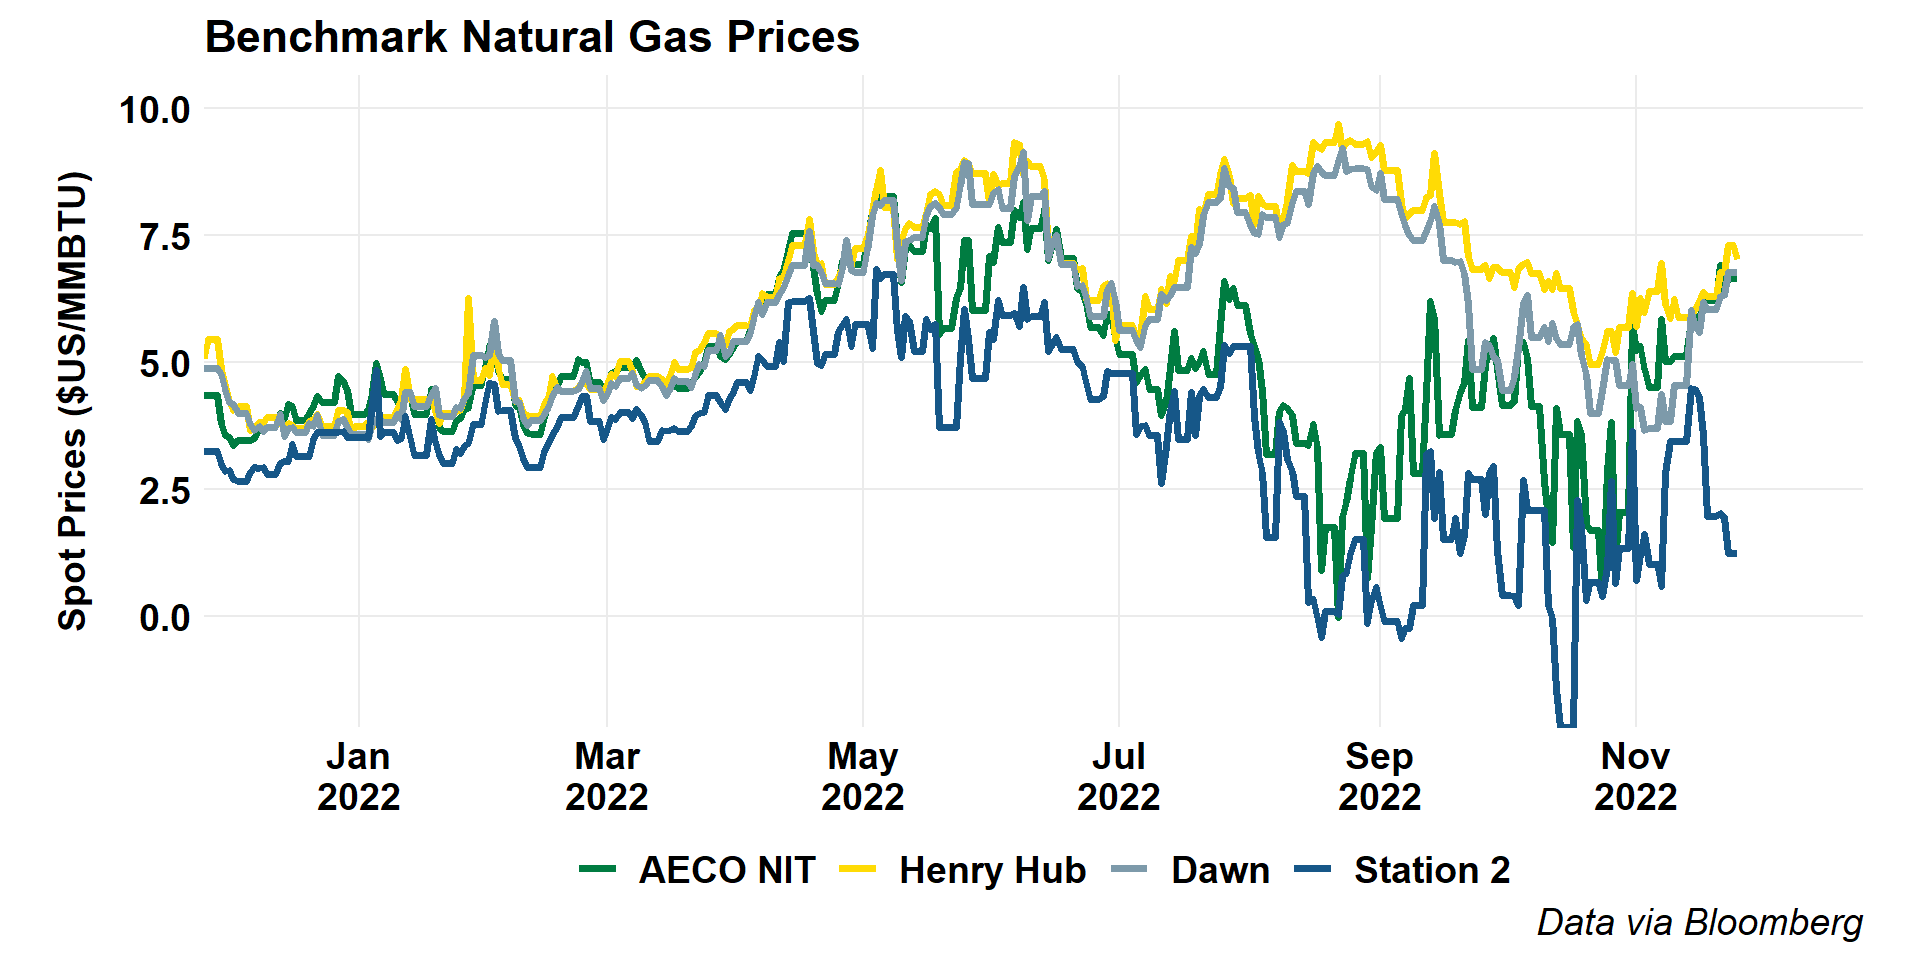 Benchmark Natural Gas Prices
Spot Prices ($US/MMBTU)
10.0
7.5
5.0
2.5
0.0
Jan
2022
Mar
2022
May
2022
Jul
2022
Sep
2022
Nov
2022
AECO NIT
Henry Hub
Dawn
Station 2
Data via Bloomberg